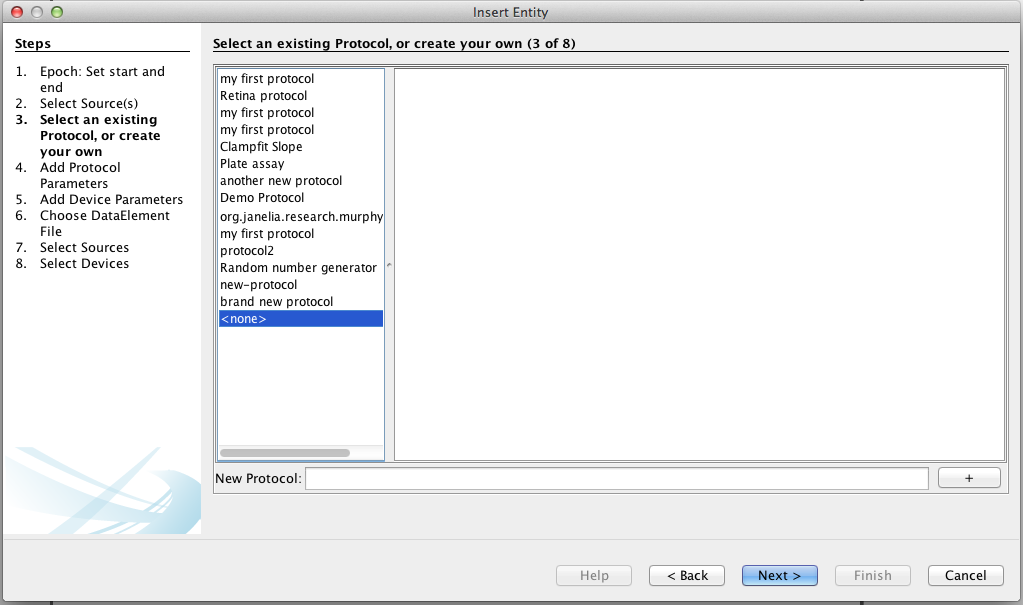 Insert Entity
Steps
1. Epoch: Set start and
end
2. Select Source(s)
3. Select an existing
Protocol, or create
your own
4. Add Protocol
Parameters
5. Add Device Parameters
6. Choose DataElement
File
7. Select Sources
8. Select Devices
Select an existing Protocol, or create your own (3 of 8)
my first protocol
Retina protocol
my first protocol
my first protocol
Clampfit Slope
Plate assay
another new protocol
Demo Protocol
org.janelia.research.murphy
my first protocol
protocol2
Random number generator
new-protocol
brand new protocol
<none>
New Protocol:
+
Help
< Back
Next >
Finish
Cancel